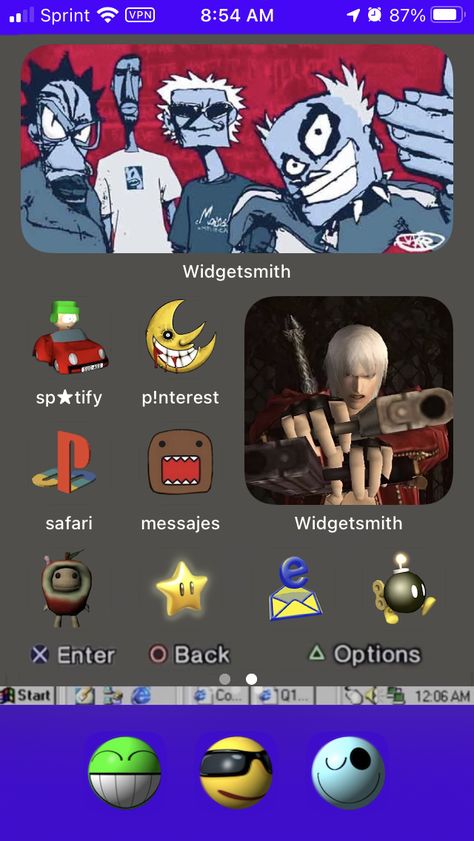 Sprint VPN 8:54 AM 87%
Widgetsmith
sp★tify p!nterest
safari messajes Widgetsmith
Enter Back Options
Start Co... Q1... 12:06 AM